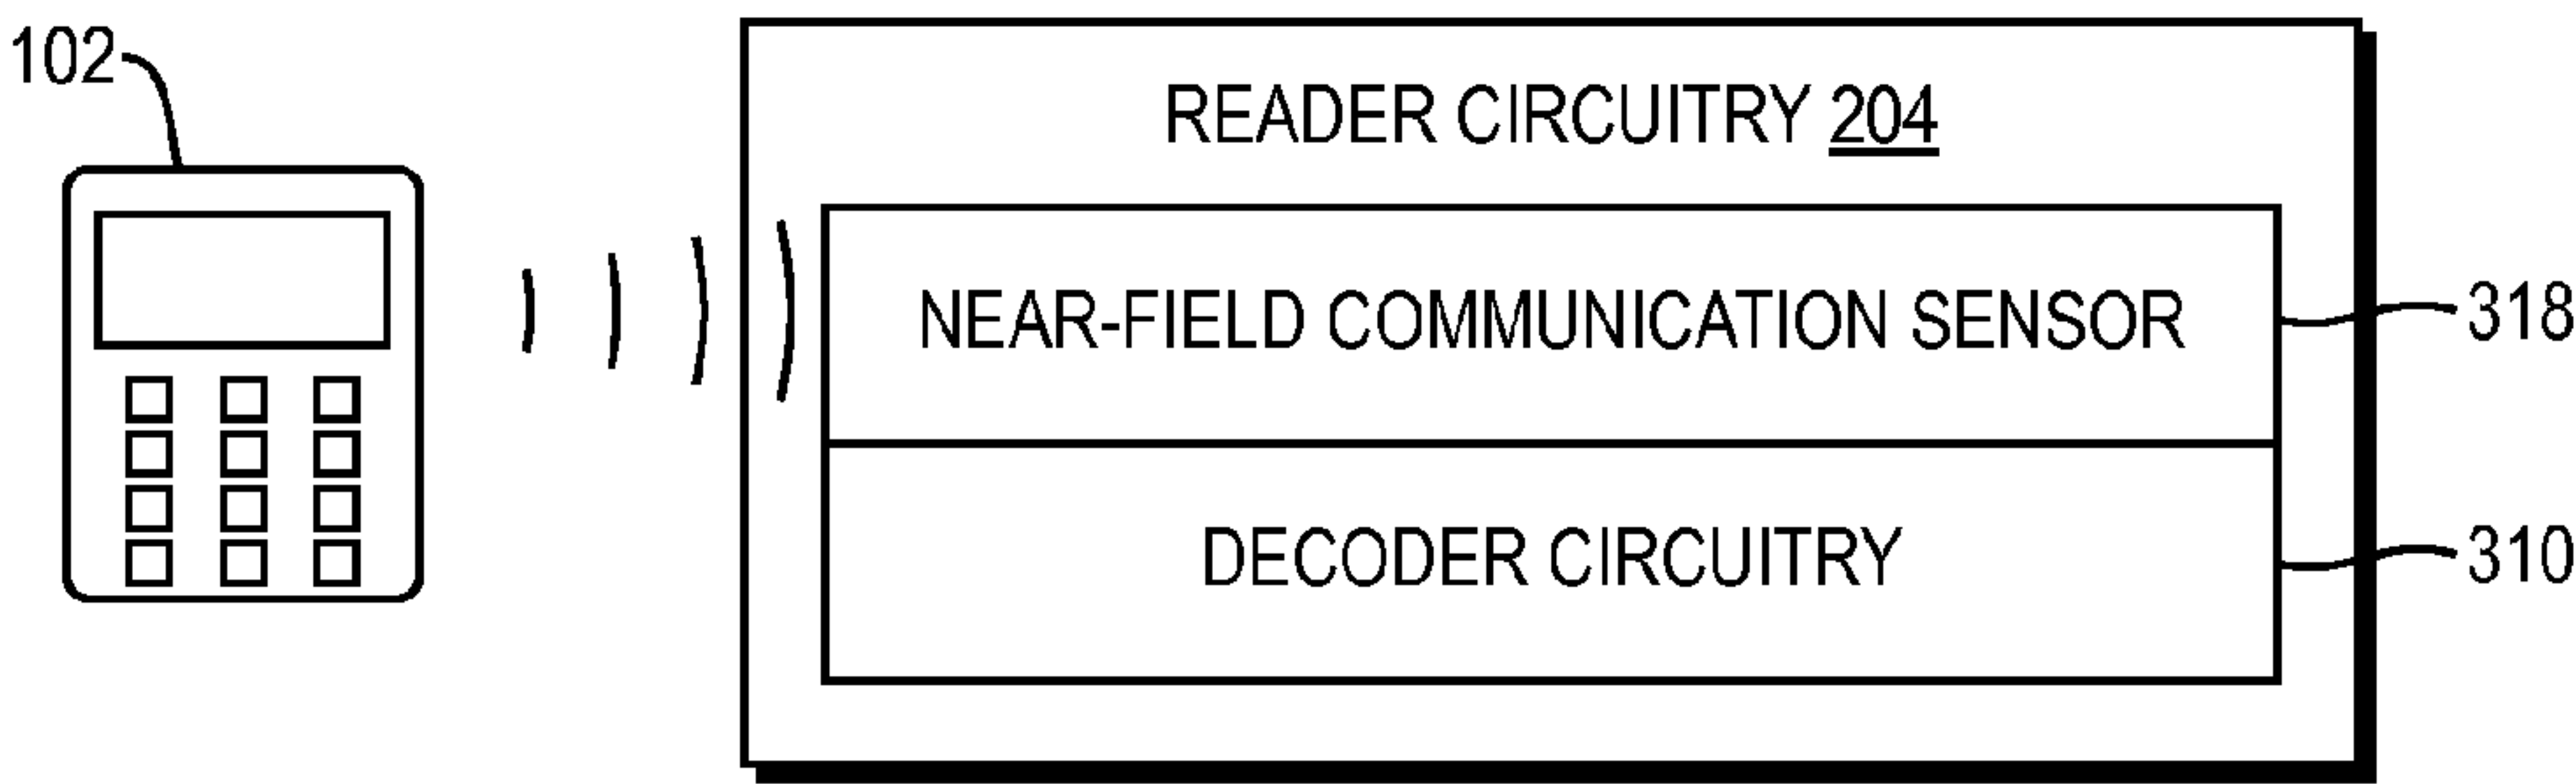 102
READER CIRCUITRY 204
NEAR-FIELD COMMUNICATION SENSOR
318
DECODER CIRCUITRY
310